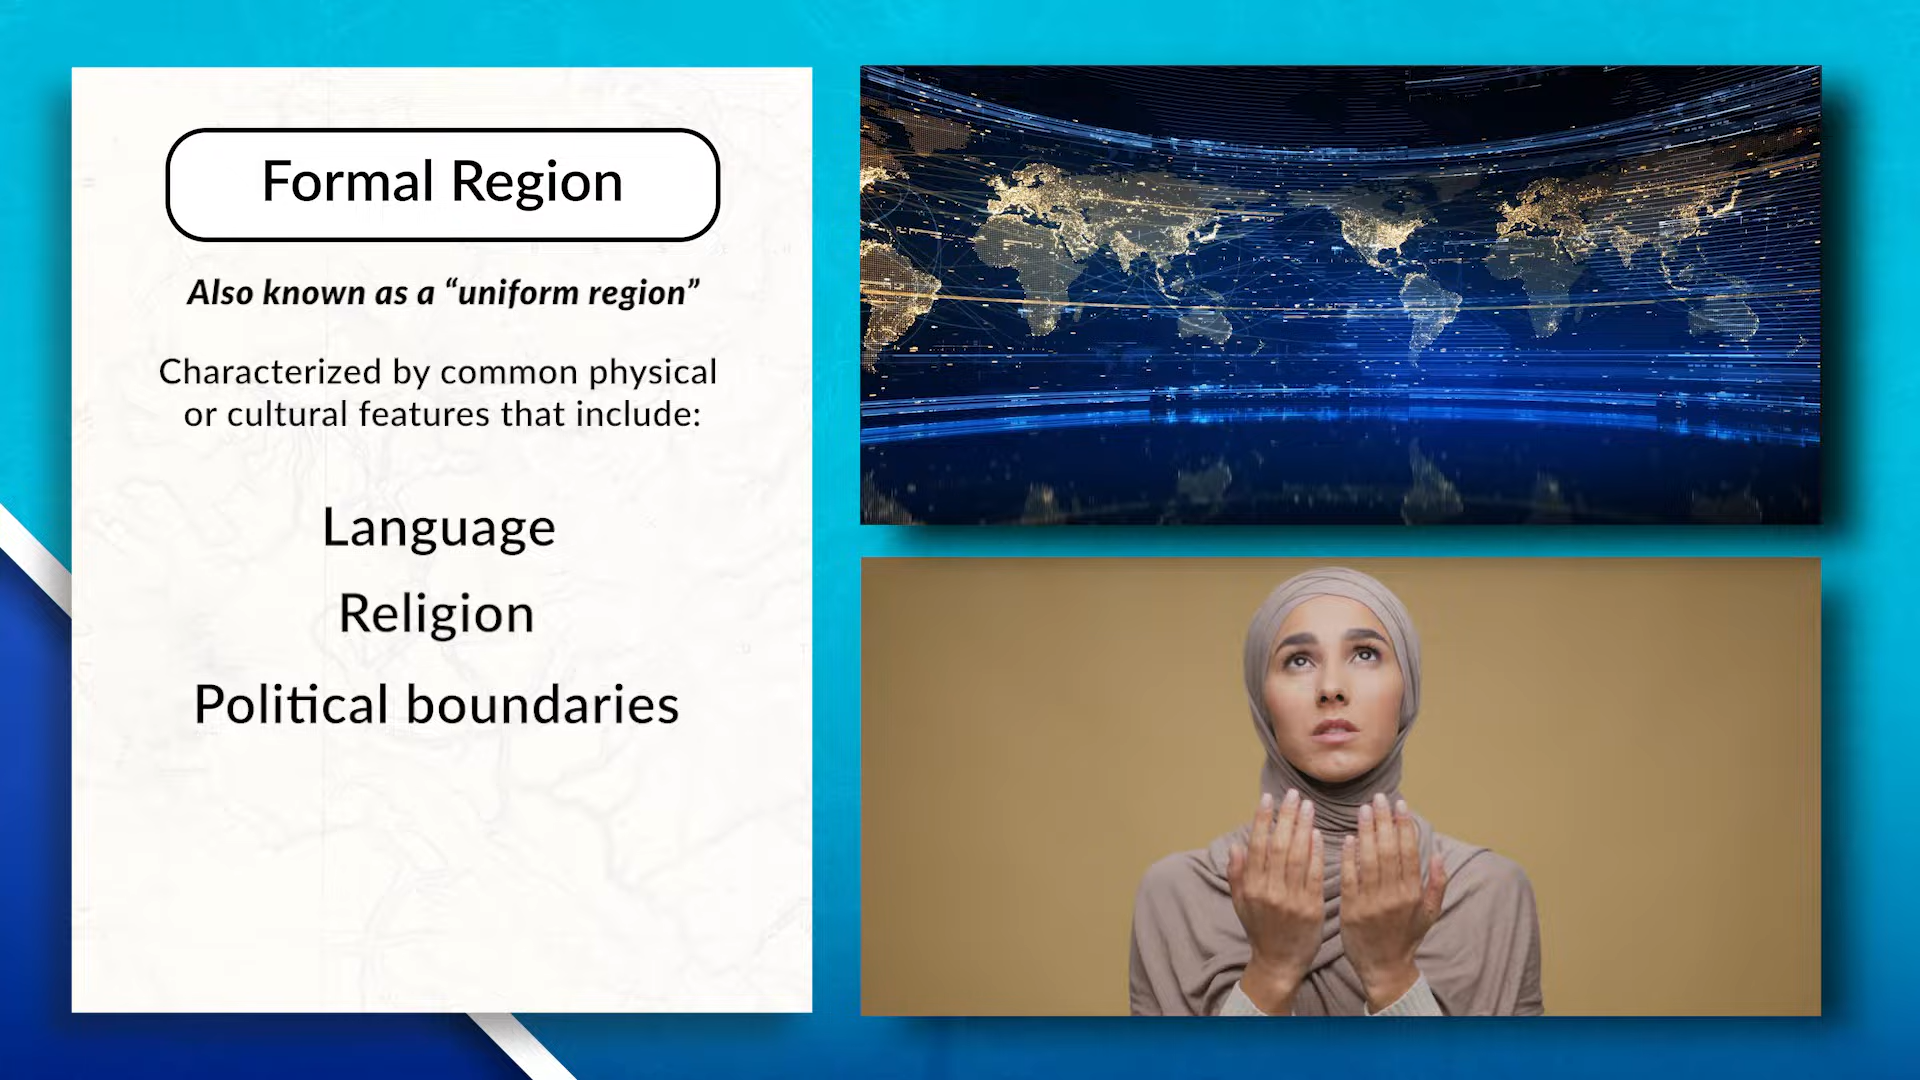 Formal Region
Also known as a “uniform region”
Characterized by common physical
or cultural features that include:
Language
Religion
Political boundaries